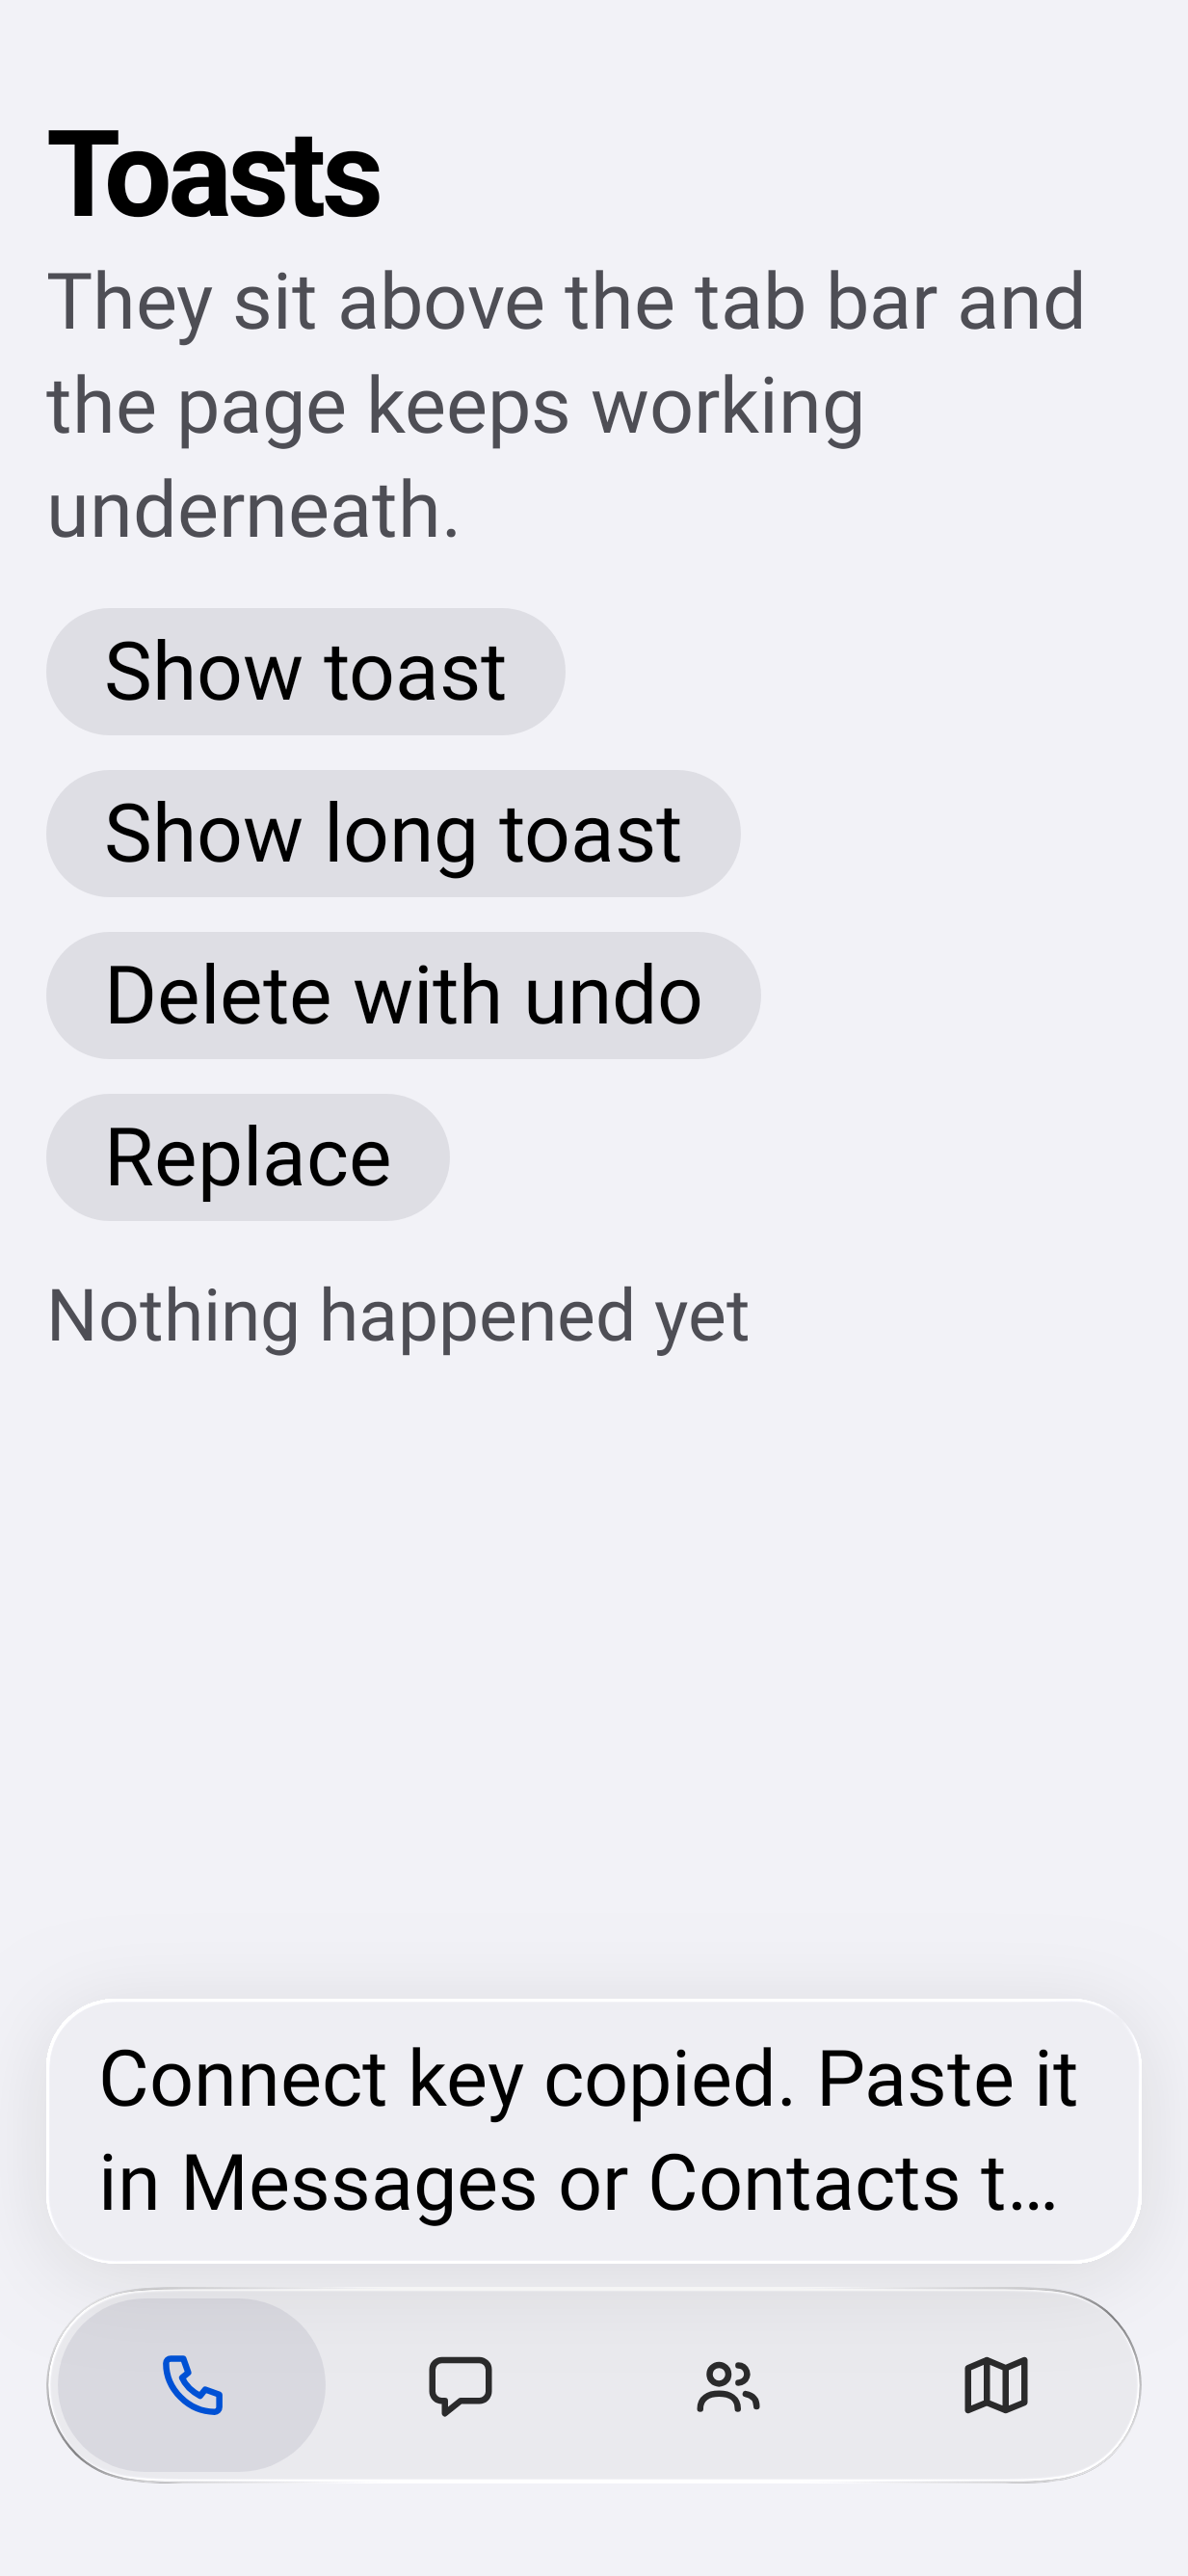 Toasts
They sit above the tab bar and
the page keeps working
underneath.
Show toast
Show long toast
Delete with undo
Replace
Nothing happened yet
Connect key copied. Paste it
in Messages or Contacts t…